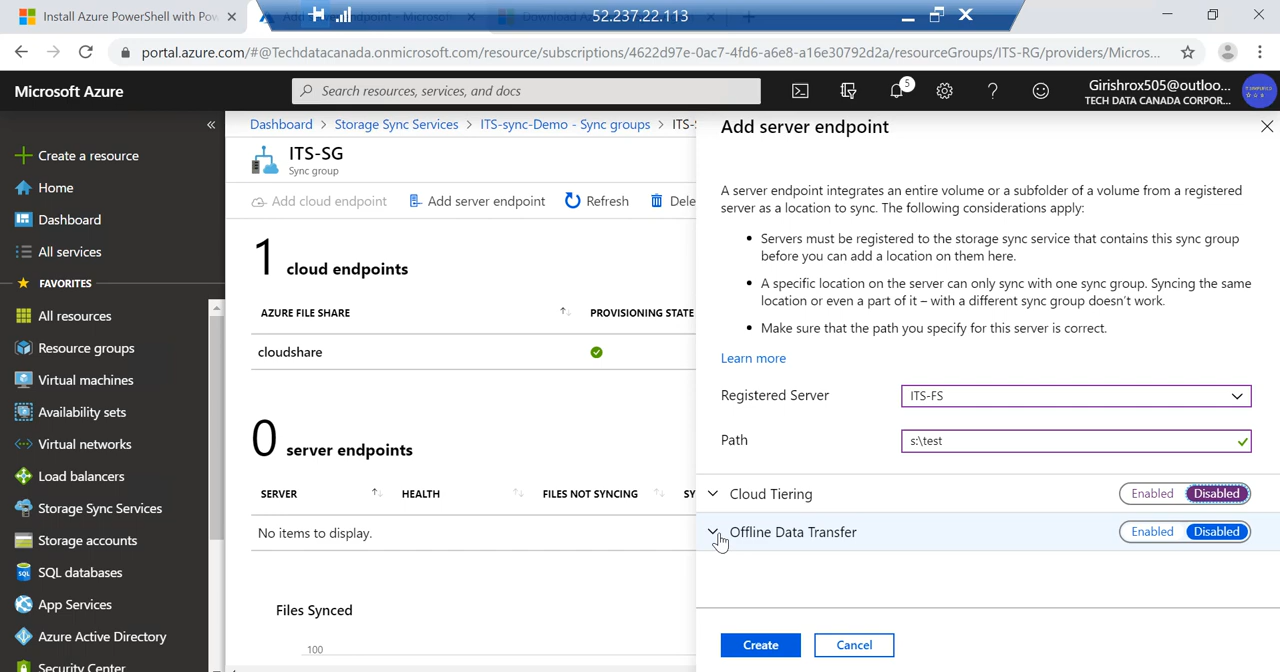 Install Azure PowerShell with Pow
52.237.22.113
portal.azure.com/#@Techdatacanada.onmicrosoft.com/resource/subscriptions/4622d97e-0ac7-4fd6-a6e8-a16e30792d2a/resourceGroups/ITS-RG/providers/Micros...
Microsoft Azure
Search resources, services, and docs
5
Girishrox505@outloo...
TECH DATA CANADA CORPOR...
Create a resource
Home
Dashboard
All services
FAVORITES
All resources
Resource groups
Virtual machines
Availability sets
Virtual networks
Load balancers
Storage Sync Services
Storage accounts
SQL databases
App Services
Azure Active Directory
Security Center
Dashboard > Storage Sync Services > ITS-sync-Demo - Sync groups > ITS-S
ITS-SG
Sync group
Add cloud endpoint Add server endpoint Refresh Dele
1 cloud endpoints
AZURE FILE SHARE PROVISIONING STATE
cloudshare
0 server endpoints
SERVER HEALTH FILES NOT SYNCING SY
No items to display.
Files Synced
100
Add server endpoint
A server endpoint integrates an entire volume or a subfolder of a volume from a registered
server as a location to sync. The following considerations apply:
• Servers must be registered to the storage sync service that contains this sync group
before you can add a location on them here.
• A specific location on the server can only sync with one sync group. Syncing the same
location or even a part of it – with a different sync group doesn't work.
• Make sure that the path you specify for this server is correct.
Learn more
Registered Server ITS-FS
Path s:\test
Cloud Tiering Enabled Disabled
Offline Data Transfer Enabled Disabled
Create Cancel